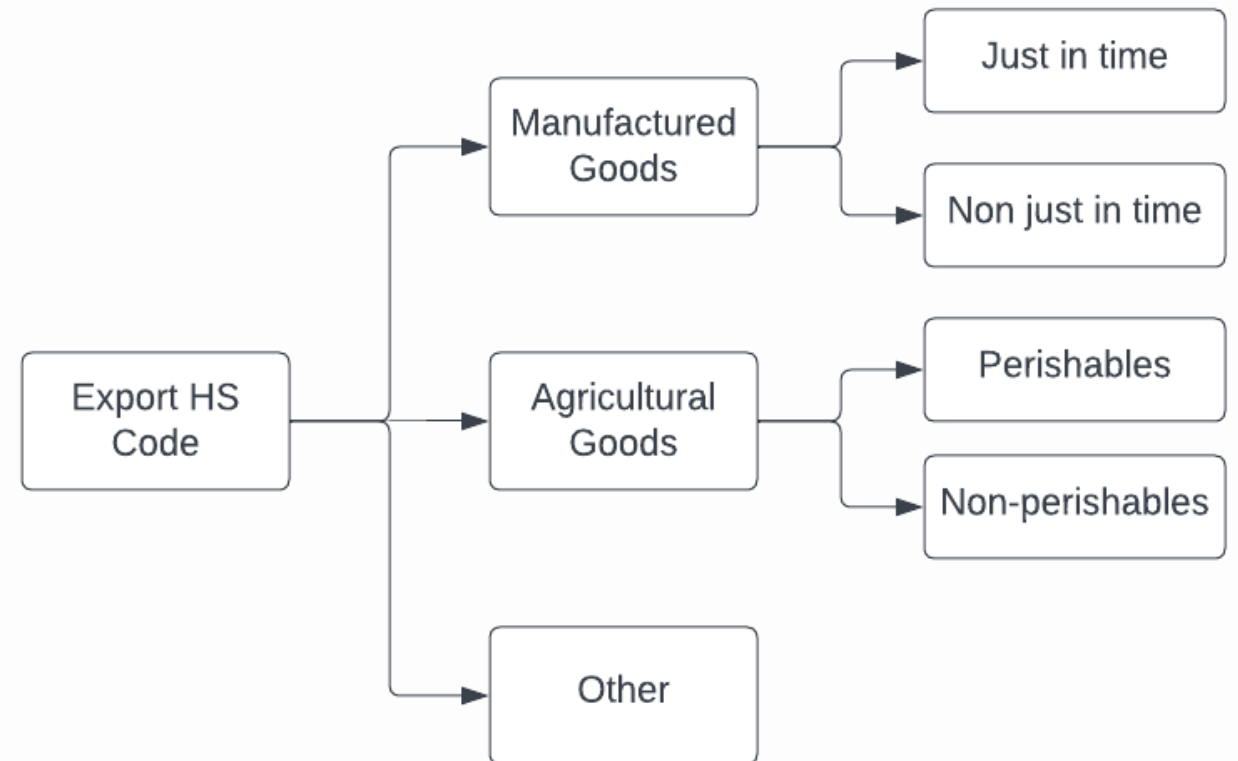 Just in time
Manufactured
Goods
Non just in time
Export HS
Code
Agricultural
Goods
Perishables
Non-perishables
Other